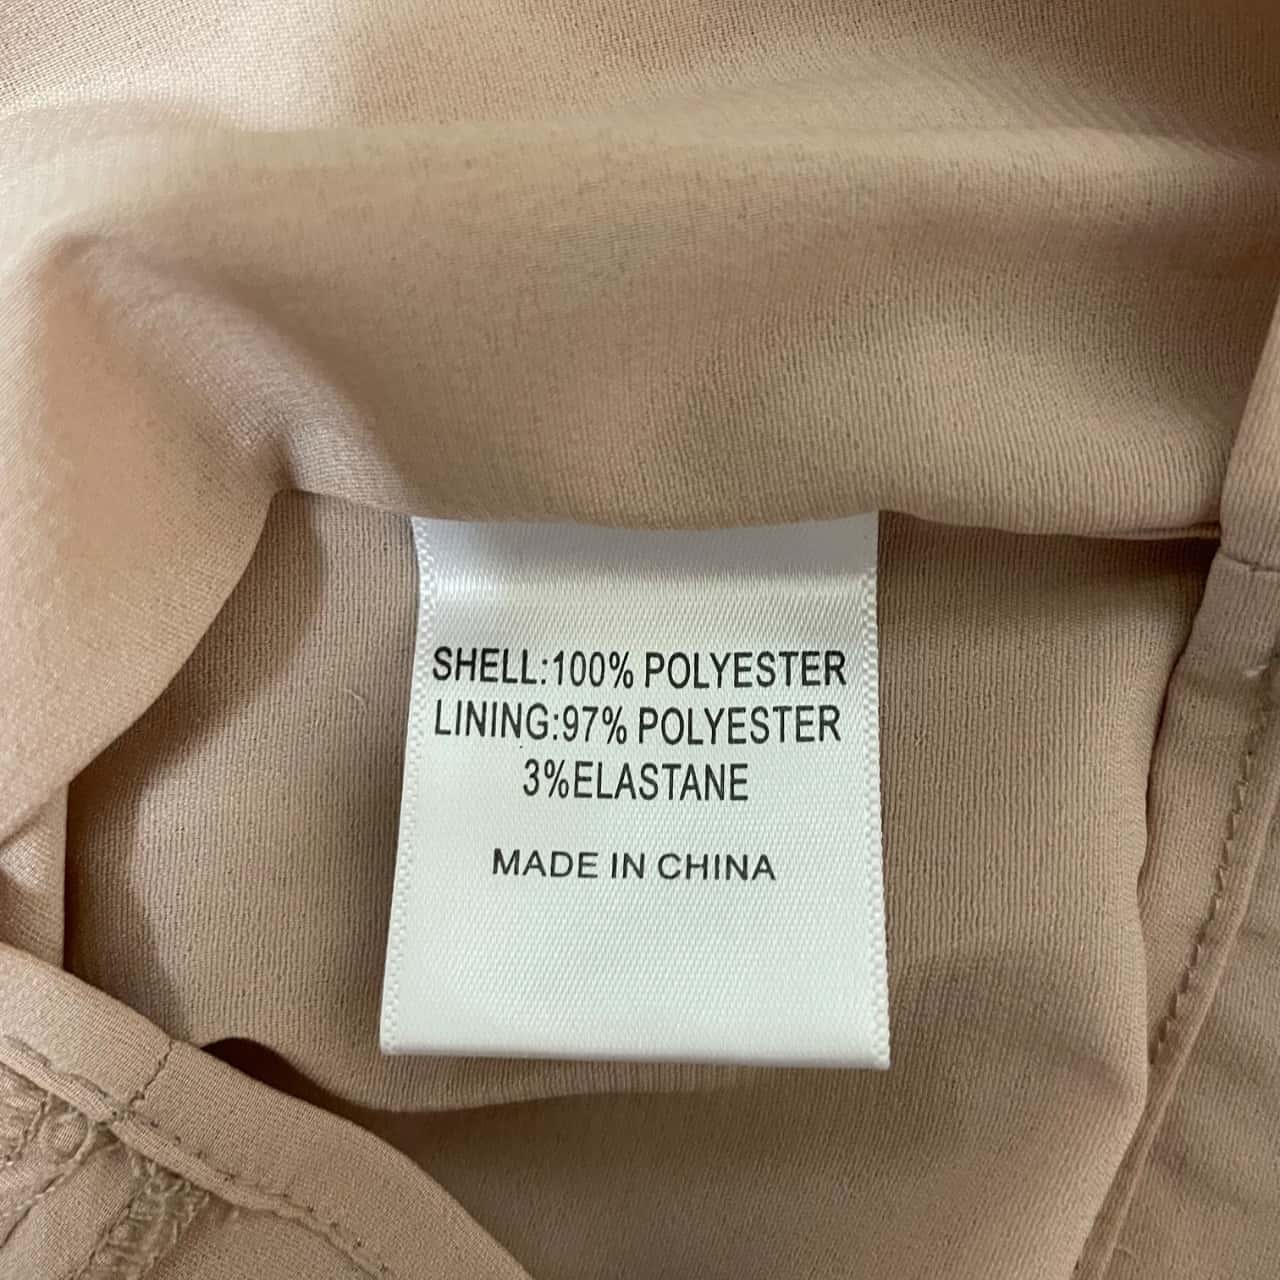 SHELL:100% POLYESTER
LINING:97% POLYESTER
3%ELASTANE
MADE IN CHINA